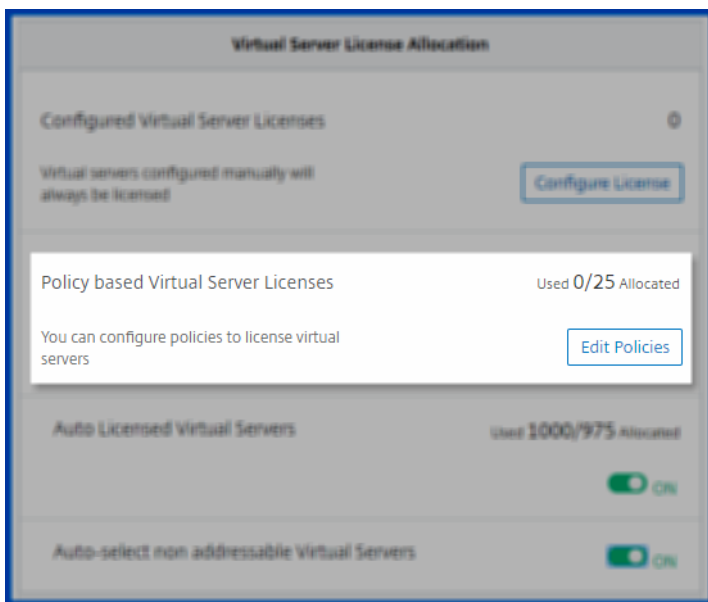 Virtual Server License Allocation
Configured Virtual Server Licenses 0
Virtual servers configured manually will
always be licensed
Configure License
Policy based Virtual Server Licenses Used 0/25 Allocated
You can configure policies to license virtual
servers
Edit Policies
Auto Licensed Virtual Servers Used 1000/975 Allocated
ON
Auto-select non addressable Virtual Servers ON